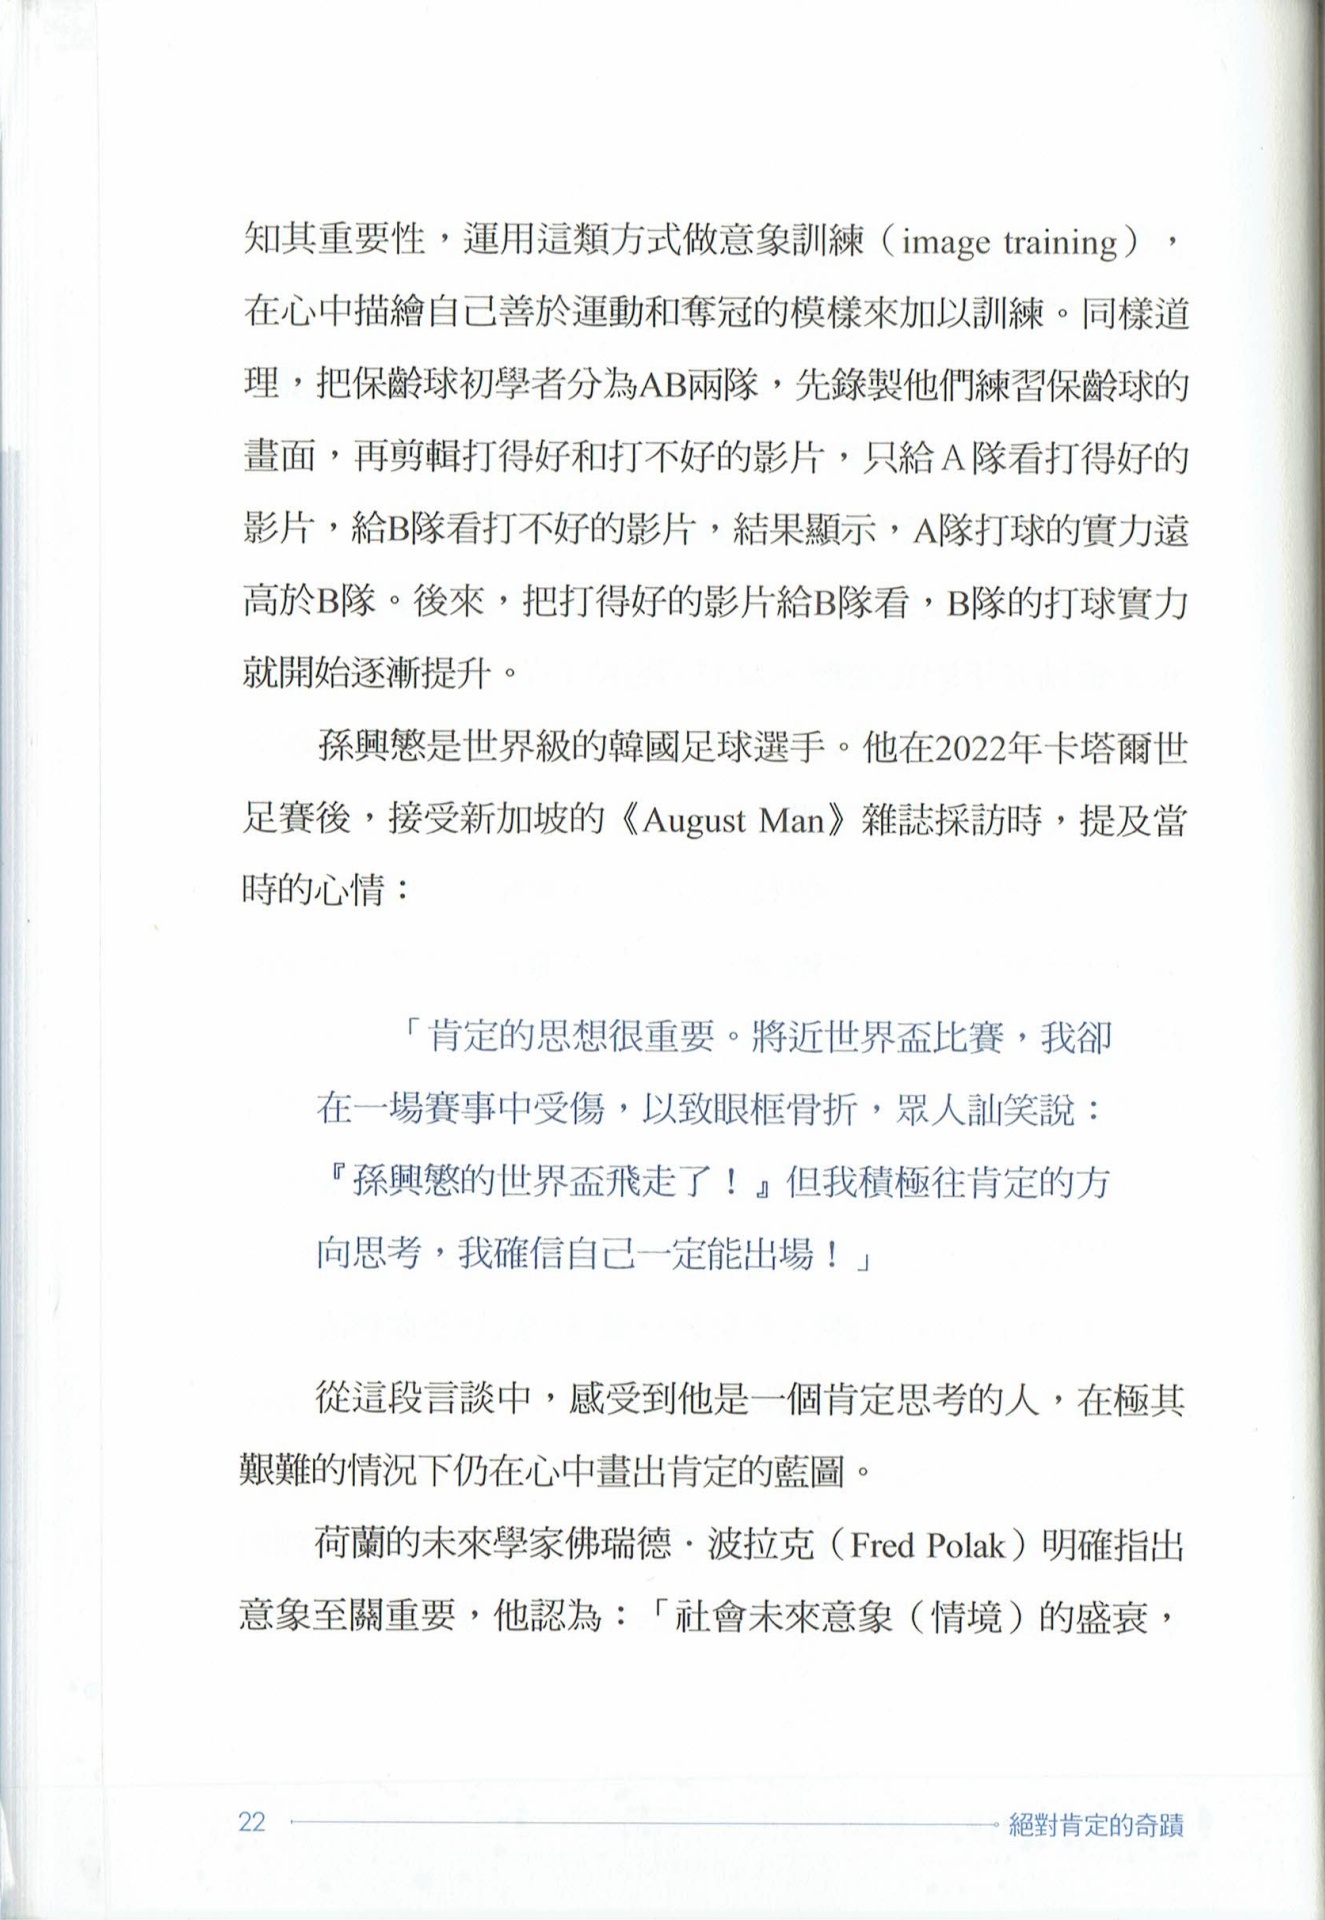 知其重要性，運用這類方式做意象訓練（image training），
在心中描繪自己善於運動和奪冠的模樣來加以訓練。同樣道
理，把保齡球初學者分為AB兩隊，先錄製他們練習保齡球的
畫面，再剪輯打得好和打不好的影片，只給A隊看打得好的
影片，給B隊看打不好的影片，結果顯示，A隊打球的實力遠
高於B隊。後來，把打得好的影片給B隊看，B隊的打球實力
就開始逐漸提升。
孫興慜是世界級的韓國足球選手。他在2022年卡塔爾世
足賽後，接受新加坡的《August Man》雜誌採訪時，提及當
時的心情：
「肯定的思想很重要。將近世界盃比賽，我卻
在一場賽事中受傷，以致眼框骨折，眾人訕笑說：
『孫興慜的世界盃飛走了！』但我積極往肯定的方
向思考，我確信自己一定能出場！」
從這段言談中，感受到他是一個肯定思考的人，在極其
艱難的情況下仍在心中畫出肯定的藍圖。
荷蘭的未來學家佛瑞德．波拉克（Fred Polak）明確指出
意象至關重要，他認為：「社會未來意象（情境）的盛衰，
22 絕對肯定的奇蹟